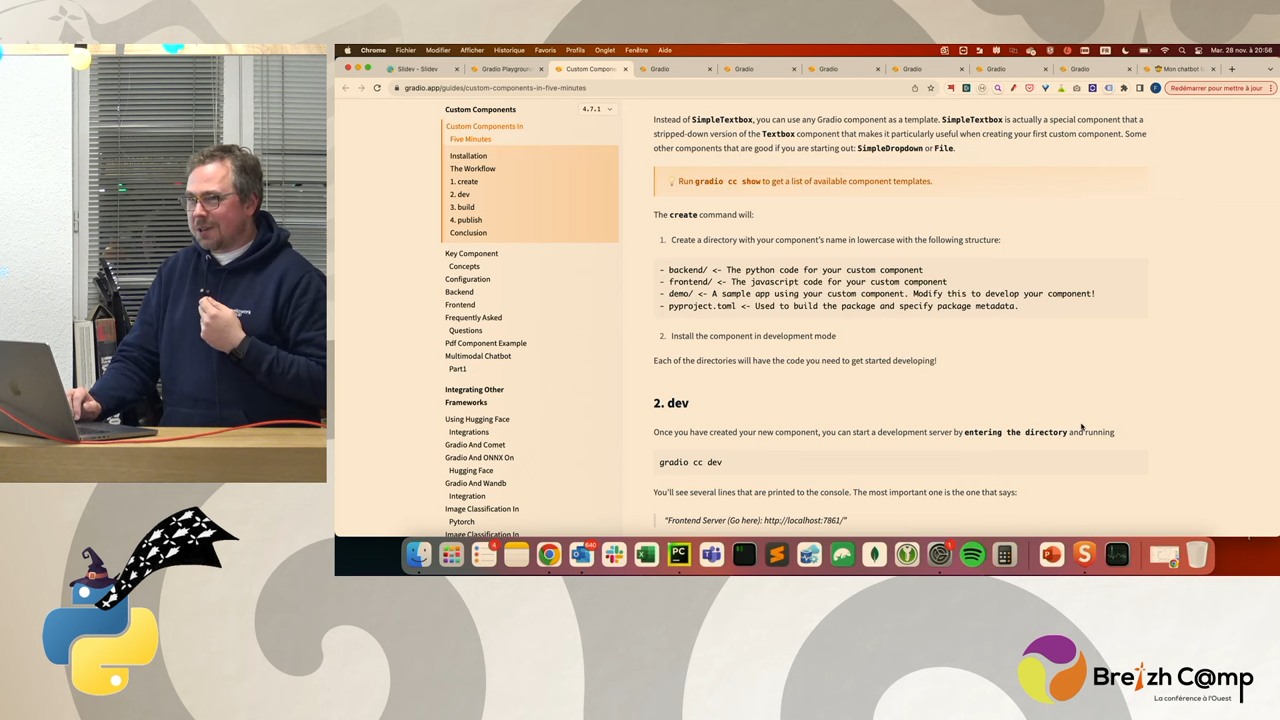 Chrome Fichier Modifier Afficher Historique Favoris Profils Onglet Fenêtre Aide
FR
Mar. 28 nov. à 20:56
Slidev - Slidev
Gradio Playgroun
Custom Compone
Gradio
Gradio
Gradio
Gradio
Gradio
Gradio
Mon chatbot
gradio.app/guides/custom-components-in-five-minutes
Redémarrer pour mettre à jour
Custom Components
4.7.1
Custom Components In
Five Minutes
Installation
The Workflow
1. create
2. dev
3. build
4. publish
Conclusion
Key Component
Concepts
Configuration
Backend
Frontend
Frequently Asked
Questions
Pdf Component Example
Multimodal Chatbot
Part1
Integrating Other
Frameworks
Using Hugging Face
Integrations
Gradio And Comet
Gradio And ONNX On
Hugging Face
Gradio And Wandb
Integration
Image Classification In
Pytorch
Image Classification In
Instead of SimpleTextbox, you can use any Gradio component as a template. SimpleTextbox is actually a special component that a
stripped-down version of the Textbox component that makes it particularly useful when creating your first custom component. Some
other components that are good if you are starting out: SimpleDropdown or File.
💡 Run gradio cc show to get a list of available component templates.
The create command will:
1. Create a directory with your component's name in lowercase with the following structure:
- backend/ <- The python code for your custom component
- frontend/ <- The javascript code for your custom component
- demo/ <- A sample app using your custom component. Modify this to develop your component!
- pyproject.toml <- Used to build the package and specify package metadata.
2. Install the component in development mode
Each of the directories will have the code you need to get started developing!
2. dev
Once you have created your new component, you can start a development server by entering the directory and running
gradio cc dev
You'll see several lines that are printed to the console. The most important one is the one that says:
"Frontend Server (Go here): http://localhost:7861/"
4
640
PC
1
Breizh C@mp
La conférence à l'Ouest